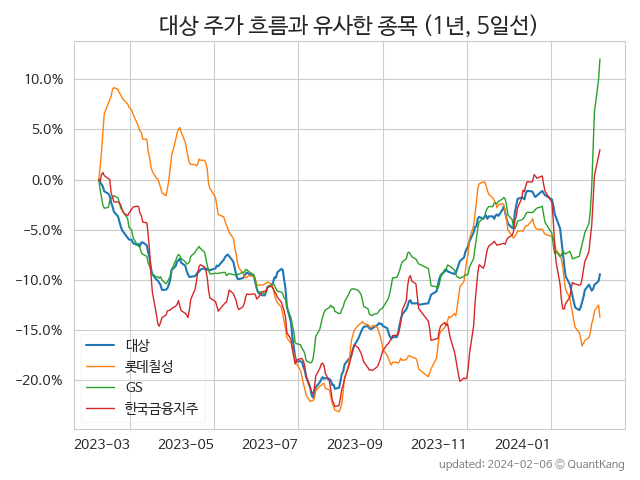 대상 주가 흐름과 유사한 종목 (1년, 5일선)
10.0%
5.0%
0.0%
−5.0%
−10.0%
−15.0%
−20.0%
대상
롯데칠성
GS
한국금융지주
2023-03 2023-05 2023-07 2023-09 2023-11 2024-01
updated: 2024-02-06 © QuantKang